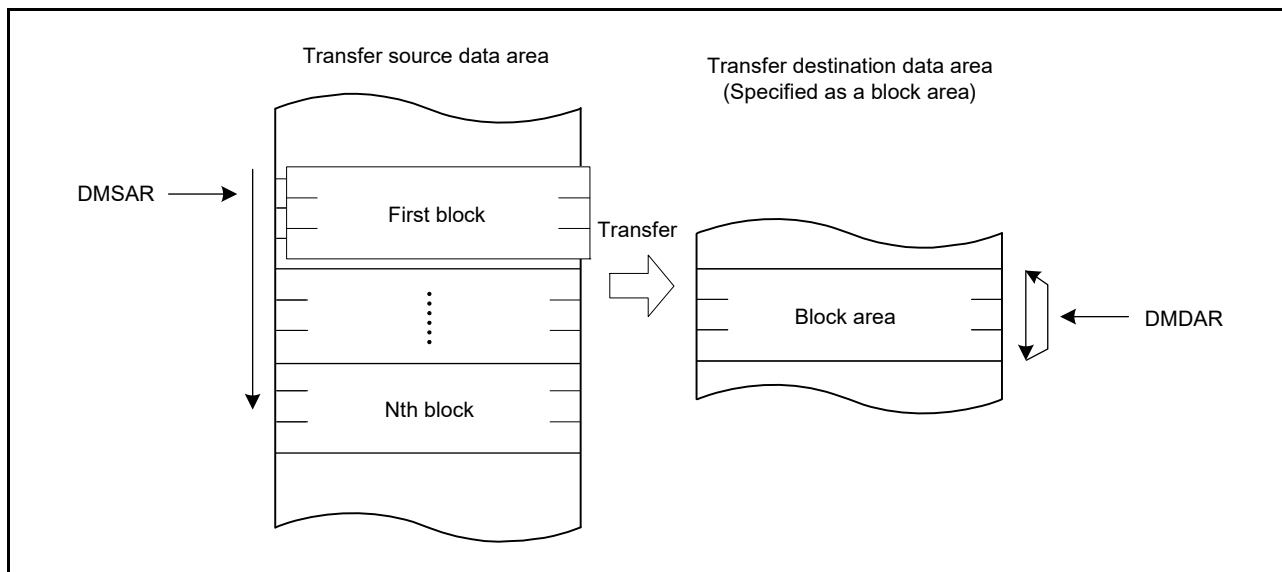 Transfer source data area
Transfer destination data area
(Specified as a block area)
DMSAR
First block
Transfer
Block area
DMDAR
Nth block